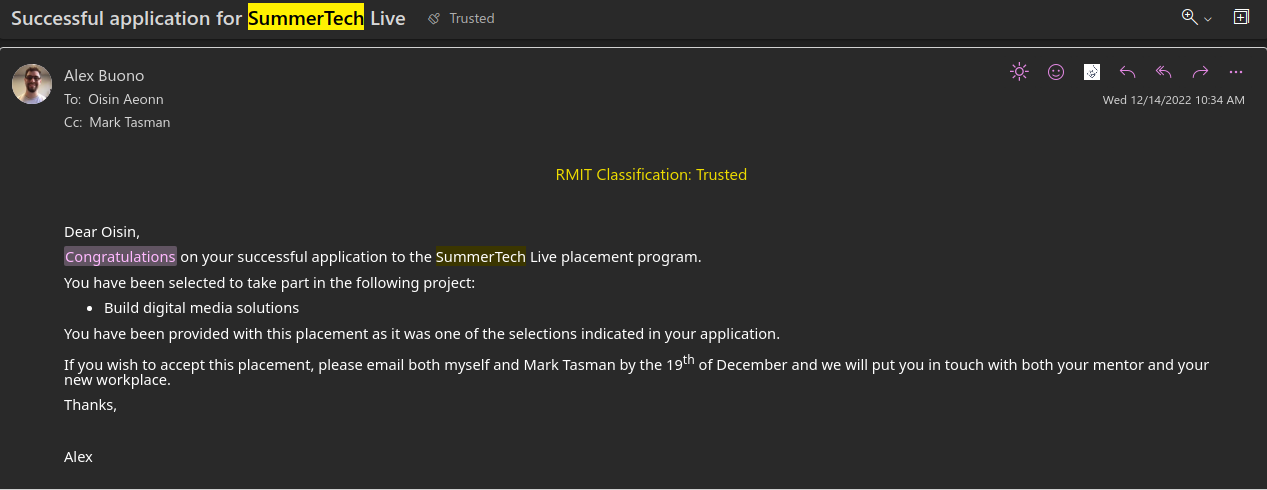 Successful application for SummerTech Live Trusted
Alex Buono
To: Oisin Aeonn
Wed 12/14/2022 10:34 AM
Cc: Mark Tasman
RMIT Classification: Trusted
Dear Oisin,
Congratulations on your successful application to the SummerTech Live placement program.
You have been selected to take part in the following project:
• Build digital media solutions
You have been provided with this placement as it was one of the selections indicated in your application.
If you wish to accept this placement, please email both myself and Mark Tasman by the 19th of December and we will put you in touch with both your mentor and your
new workplace.
Thanks,
Alex